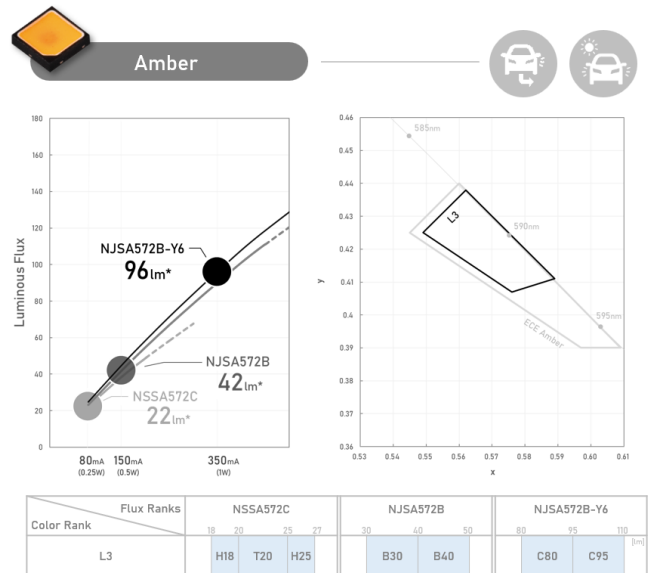 Amber
180
160
140
120
100
80
60
40
20
0
Luminous Flux
NJSA572B-Y6
96lm*
NJSA572B
42lm*
NSSA572C
22lm*
80mA 150mA 350mA
(0.25W) (0.5W) (1W)
0.46
0.45
0.44
0.43
0.42
0.41
0.4
0.39
0.38
0.37
0.36
y
585nm
L3
590nm
595nm
ECE Amber
0.53 0.54 0.55 0.56 0.57 0.58 0.59 0.60 0.61
x
Flux Ranks NSSA572C NJSA572B NJSA572B-Y6
Color Rank 18 20 25 27 30 40 50 80 95 110
[lm]
L3 H18 T20 H25 B30 B40 C80 C95